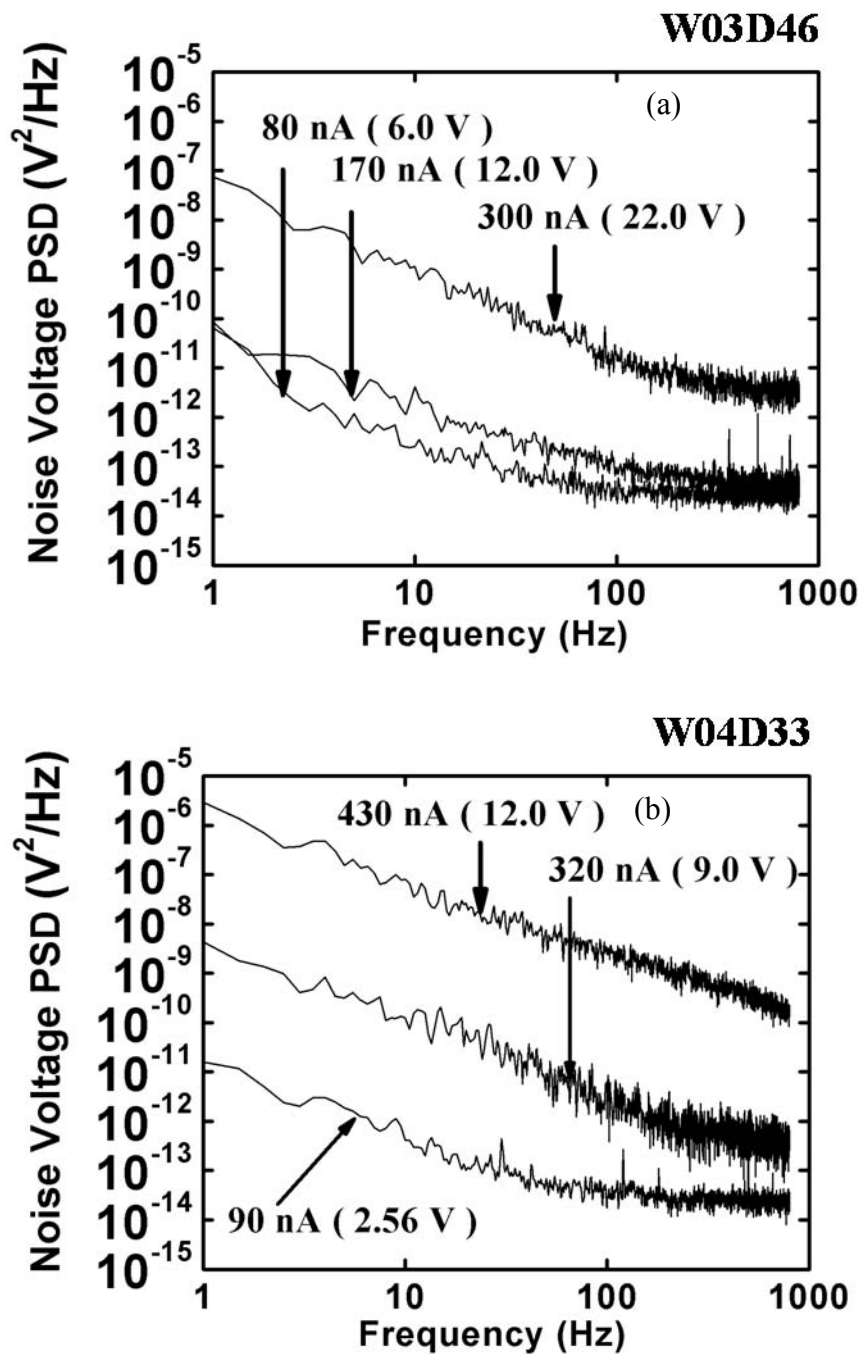 W03D46
(a)
Noise Voltage PSD (V²/Hz)
10⁻⁵
10⁻⁶
10⁻⁷
10⁻⁸
10⁻⁹
10⁻¹⁰
10⁻¹¹
10⁻¹²
10⁻¹³
10⁻¹⁴
10⁻¹⁵
80 nA ( 6.0 V )
170 nA ( 12.0 V )
300 nA ( 22.0 V )
1 10 100 1000
Frequency (Hz)
W04D33
(b)
Noise Voltage PSD (V²/Hz)
10⁻⁵
10⁻⁶
10⁻⁷
10⁻⁸
10⁻⁹
10⁻¹⁰
10⁻¹¹
10⁻¹²
10⁻¹³
10⁻¹⁴
10⁻¹⁵
430 nA ( 12.0 V )
320 nA ( 9.0 V )
90 nA ( 2.56 V )
1 10 100 1000
Frequency (Hz)